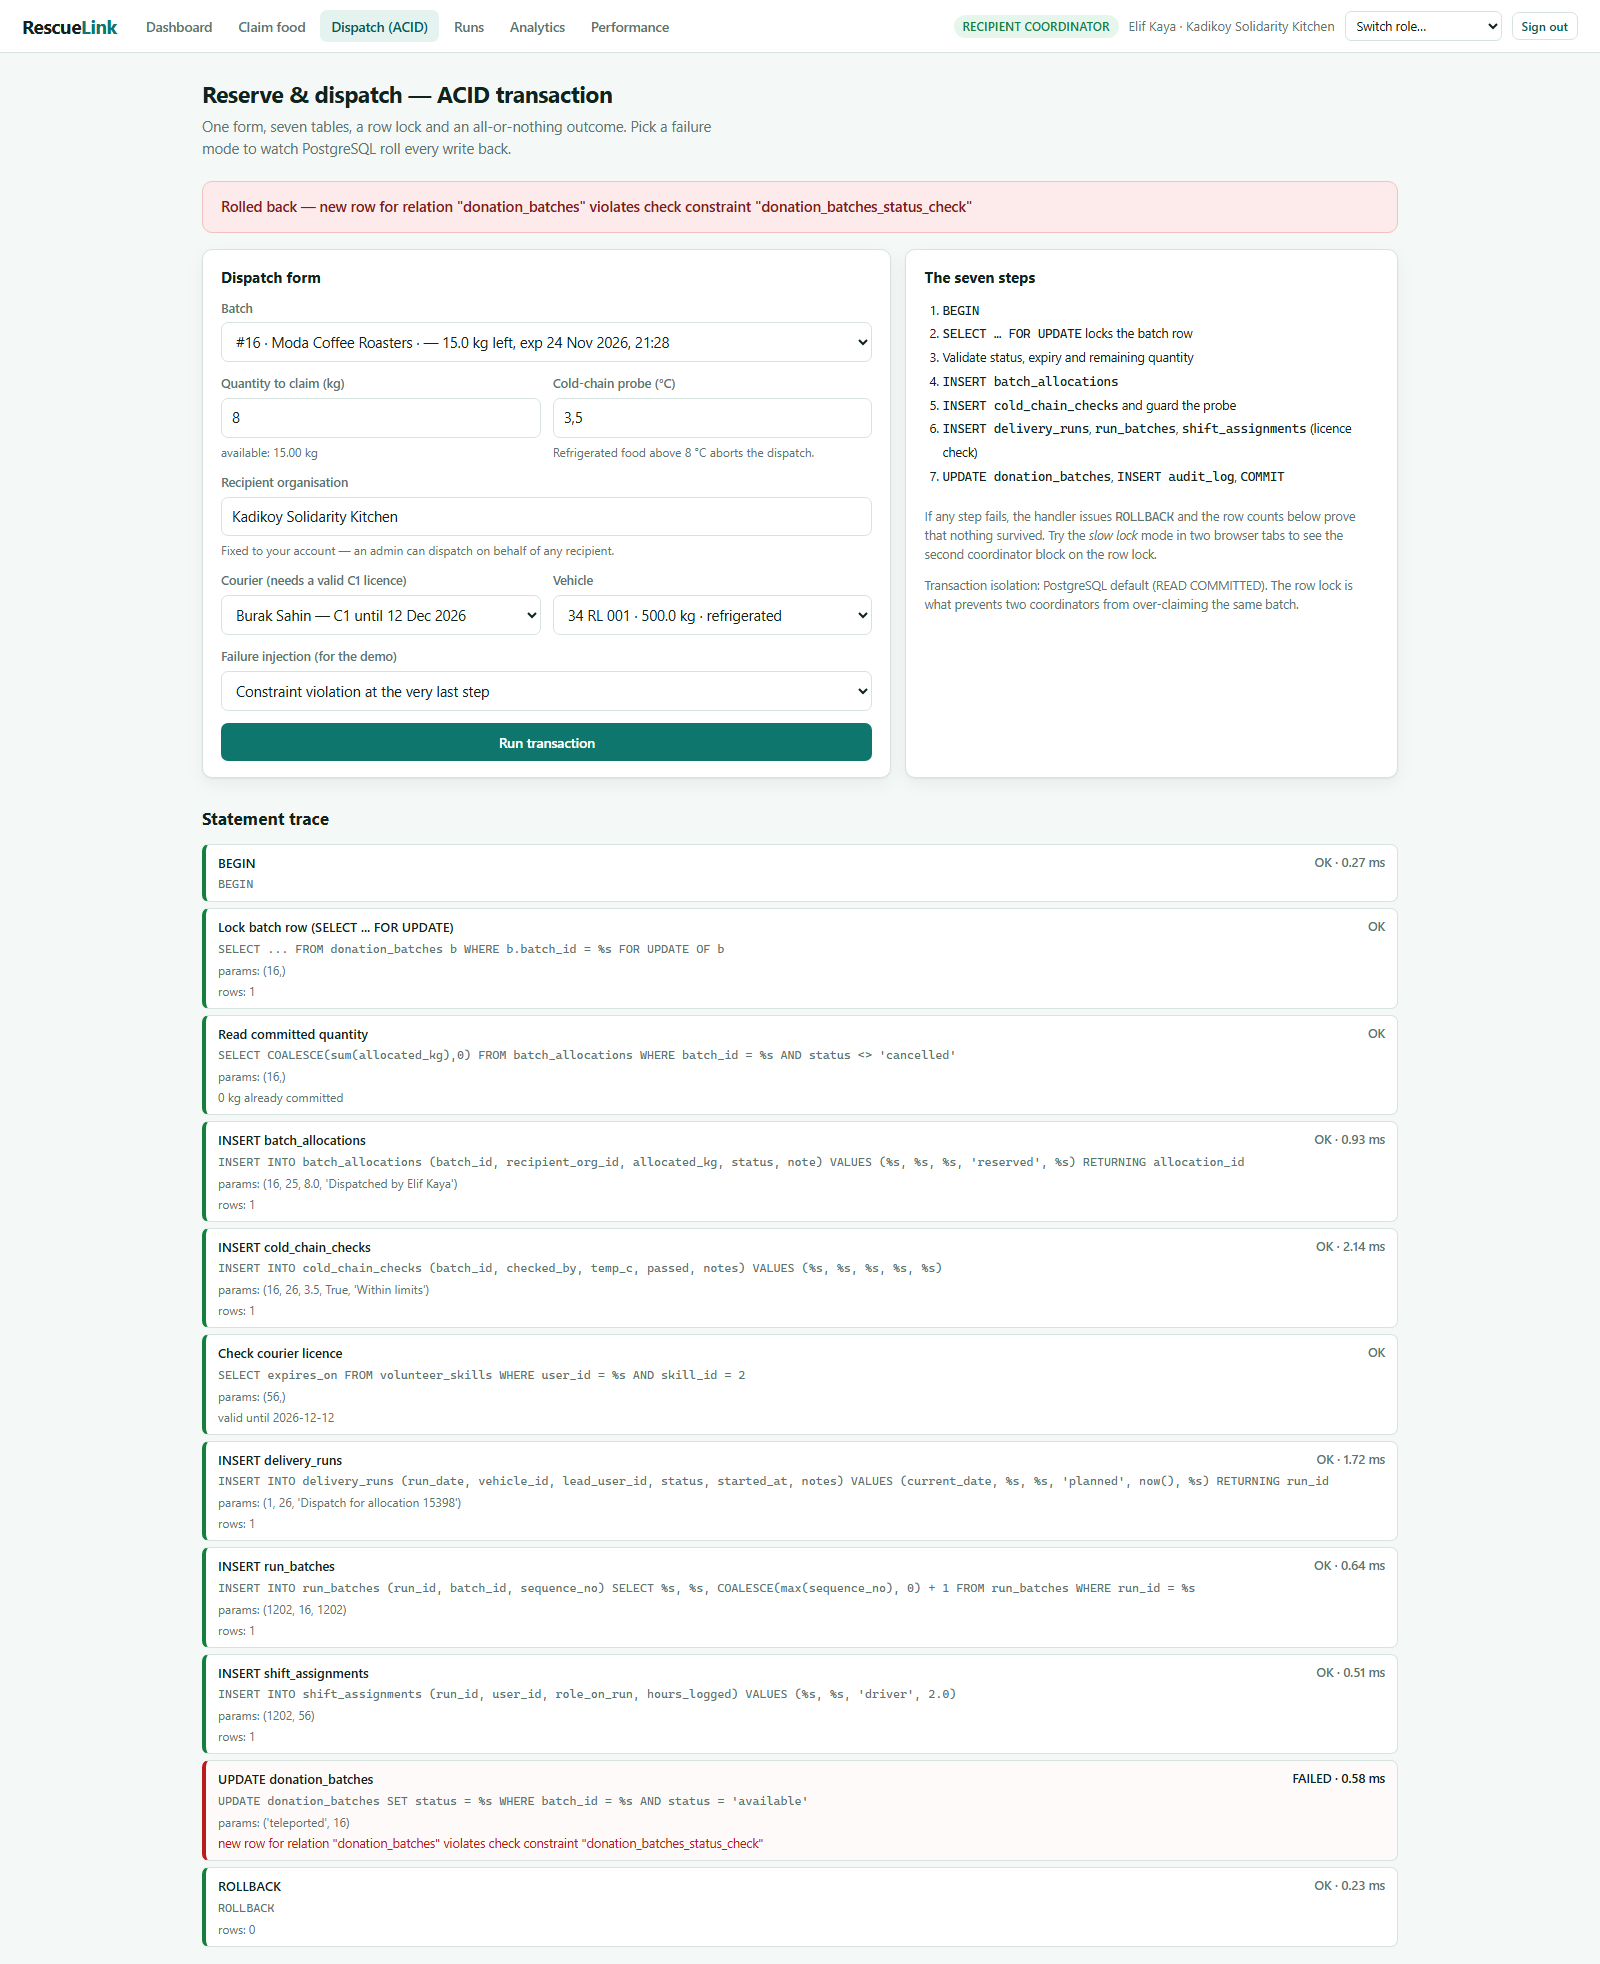 RescueLink
Dashboard
Claim food
Dispatch (ACID)
Runs
Analytics
Performance
RECIPIENT COORDINATOR
Elif Kaya · Kadikoy Solidarity Kitchen
Switch role...
Sign out
Reserve & dispatch — ACID transaction
One form, seven tables, a row lock and an all-or-nothing outcome. Pick a failure
mode to watch PostgreSQL roll every write back.
Rolled back — new row for relation "donation_batches" violates check constraint "donation_batches_status_check"
Dispatch form
Batch
#16 · Moda Coffee Roasters · — 15.0 kg left, exp 24 Nov 2026, 21:28
Quantity to claim (kg)
8
available: 15.00 kg
Cold-chain probe (°C)
3,5
Refrigerated food above 8 °C aborts the dispatch.
Recipient organisation
Kadikoy Solidarity Kitchen
Fixed to your account — an admin can dispatch on behalf of any recipient.
Courier (needs a valid C1 licence)
Burak Sahin — C1 until 12 Dec 2026
Vehicle
34 RL 001 · 500.0 kg · refrigerated
Failure injection (for the demo)
Constraint violation at the very last step
Run transaction
The seven steps
1. BEGIN
2. SELECT … FOR UPDATE locks the batch row
3. Validate status, expiry and remaining quantity
4. INSERT batch_allocations
5. INSERT cold_chain_checks and guard the probe
6. INSERT delivery_runs, run_batches, shift_assignments (licence
check)
7. UPDATE donation_batches, INSERT audit_log, COMMIT
If any step fails, the handler issues ROLLBACK and the row counts below prove
that nothing survived. Try the slow lock mode in two browser tabs to see the
second coordinator block on the row lock.
Transaction isolation: PostgreSQL default (READ COMMITTED). The row lock is
what prevents two coordinators from over-claiming the same batch.
Statement trace
BEGIN
OK · 0.27 ms
BEGIN
Lock batch row (SELECT ... FOR UPDATE)
OK
SELECT ... FROM donation_batches b WHERE b.batch_id = %s FOR UPDATE OF b
params: (16,)
rows: 1
Read committed quantity
OK
SELECT COALESCE(sum(allocated_kg),0) FROM batch_allocations WHERE batch_id = %s AND status <> 'cancelled'
params: (16,)
0 kg already committed
INSERT batch_allocations
OK · 0.93 ms
INSERT INTO batch_allocations (batch_id, recipient_org_id, allocated_kg, status, note) VALUES (%s, %s, %s, 'reserved', %s) RETURNING allocation_id
params: (16, 25, 8.0, 'Dispatched by Elif Kaya')
rows: 1
INSERT cold_chain_checks
OK · 2.14 ms
INSERT INTO cold_chain_checks (batch_id, checked_by, temp_c, passed, notes) VALUES (%s, %s, %s, %s, %s)
params: (16, 26, 3.5, True, 'Within limits')
rows: 1
Check courier licence
OK
SELECT expires_on FROM volunteer_skills WHERE user_id = %s AND skill_id = 2
params: (56,)
valid until 2026-12-12
INSERT delivery_runs
OK · 1.72 ms
INSERT INTO delivery_runs (run_date, vehicle_id, lead_user_id, status, started_at, notes) VALUES (current_date, %s, %s, 'planned', now(), %s) RETURNING run_id
params: (1, 26, 'Dispatch for allocation 15398')
rows: 1
INSERT run_batches
OK · 0.64 ms
INSERT INTO run_batches (run_id, batch_id, sequence_no) SELECT %s, %s, COALESCE(max(sequence_no), 0) + 1 FROM run_batches WHERE run_id = %s
params: (1202, 16, 1202)
rows: 1
INSERT shift_assignments
OK · 0.51 ms
INSERT INTO shift_assignments (run_id, user_id, role_on_run, hours_logged) VALUES (%s, %s, 'driver', 2.0)
params: (1202, 56)
rows: 1
UPDATE donation_batches
FAILED · 0.58 ms
UPDATE donation_batches SET status = %s WHERE batch_id = %s AND status = 'available'
params: ('teleported', 16)
new row for relation "donation_batches" violates check constraint "donation_batches_status_check"
ROLLBACK
OK · 0.23 ms
ROLLBACK
rows: 0